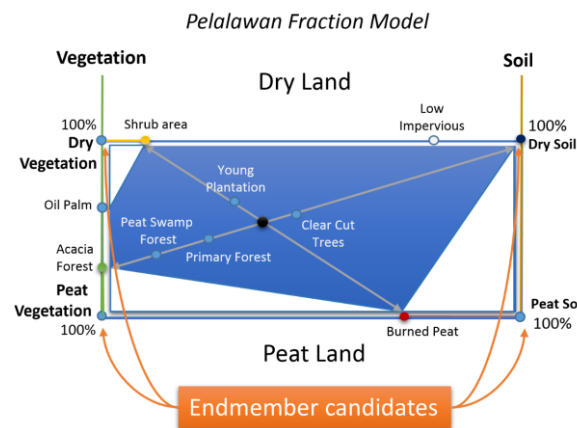 Pelalawan Fraction Model
Vegetation
Soil
Dry Land
100%
Shrub area
Low
Impervious
100%
Dry
Vegetation
Dry Soil
Young
Plantation
Oil Palm
Peat Swamp
Forest
Clear Cut
Trees
Primary Forest
Acacia
Forest
Peat
Vegetation
100%
Burned Peat
Peat So
100%
Peat Land
Endmember candidates